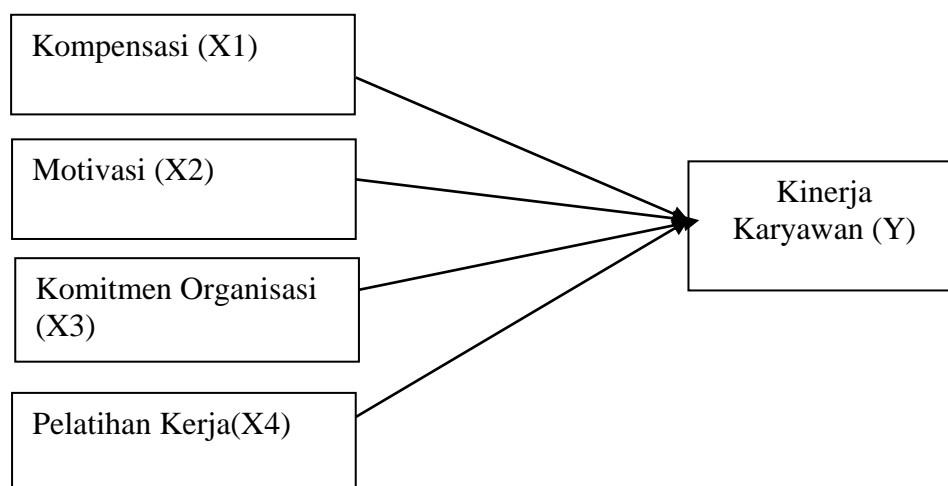 Kompensasi (X1)
Motivasi (X2)
Komitmen Organisasi
(X3)
Pelatihan Kerja(X4)
Kinerja
Karyawan (Y)